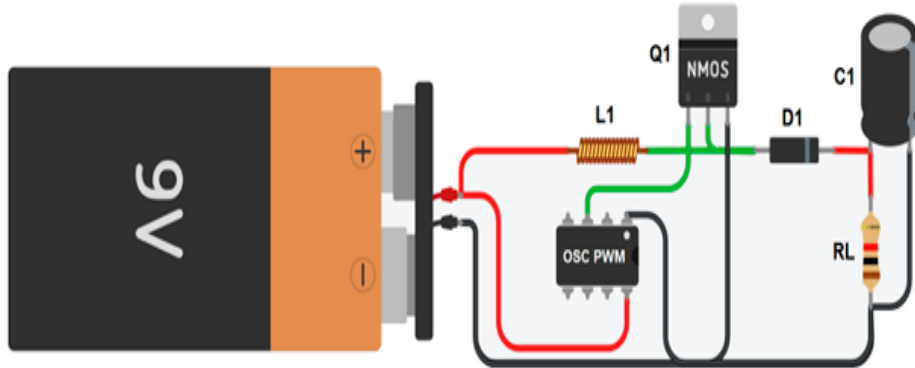 9V
+
−
L1
Q1
NMOS
G D S
D1
C1
OSC PWM
RL